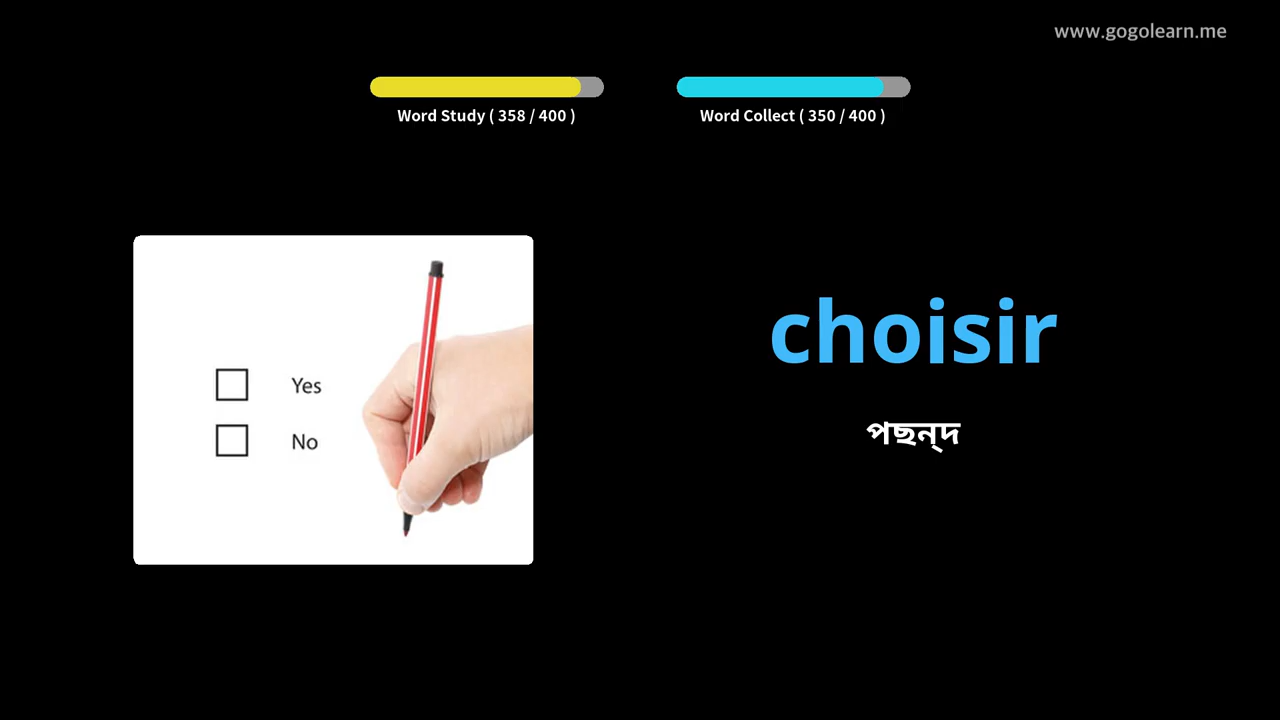 www.gogolearn.me
Word Study ( 358 / 400 )
Word Collect ( 350 / 400 )
Yes
No
choisir
পছন্দ